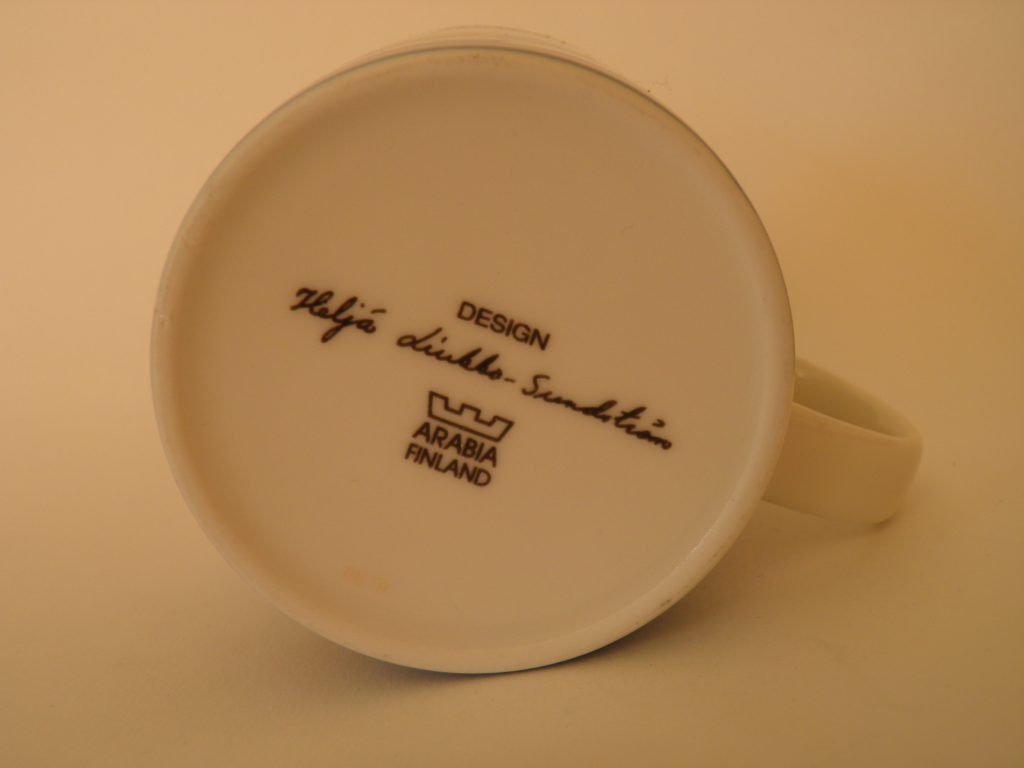 DESIGN
Heljä Liukko-Sundström
ARABIA
FINLAND